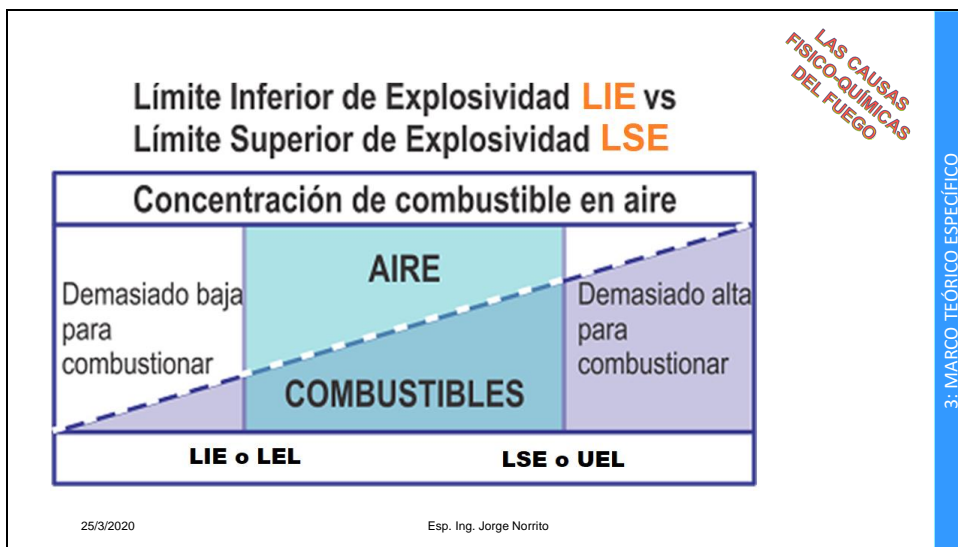 LAS CAUSAS
FISICO-QUÍMICAS
DEL FUEGO
Límite Inferior de Explosividad LIE vs
Límite Superior de Explosividad LSE
Concentración de combustible en aire
Demasiado baja
para
combustionar
AIRE
COMBUSTIBLES
Demasiado alta
para
combustionar
LIE o LEL
LSE o UEL
25/3/2020
Esp. Ing. Jorge Norrito
3: MARCO TEÓRICO ESPECÍFICO